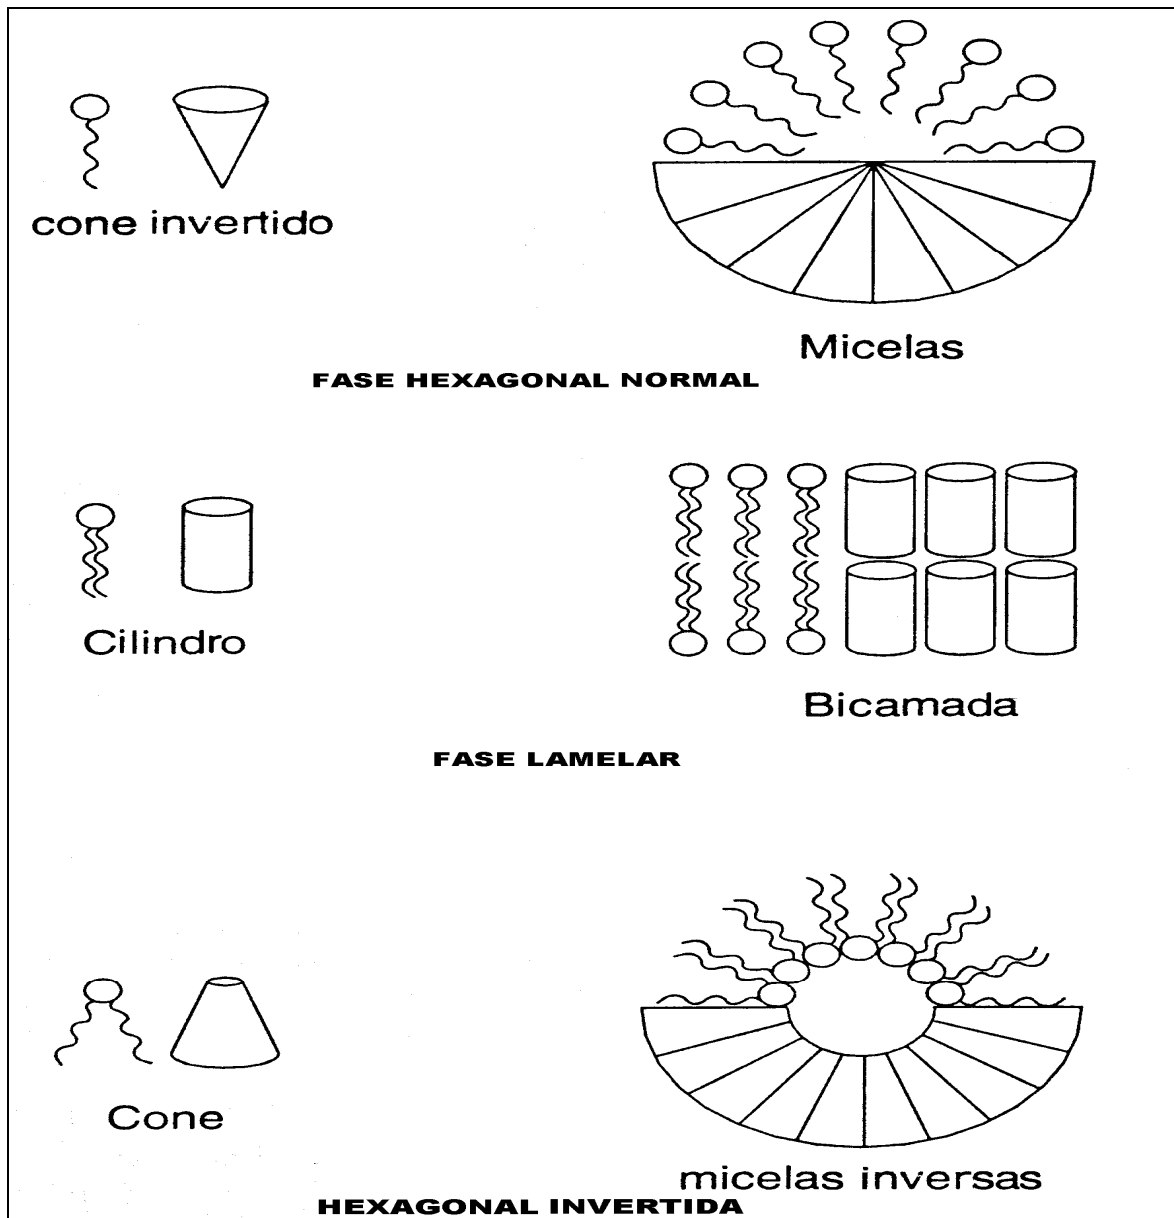 cone invertido
Micelas
FASE HEXAGONAL NORMAL
Cilindro
Bicamada
FASE LAMELAR
Cone
micelas inversas
HEXAGONAL INVERTIDA